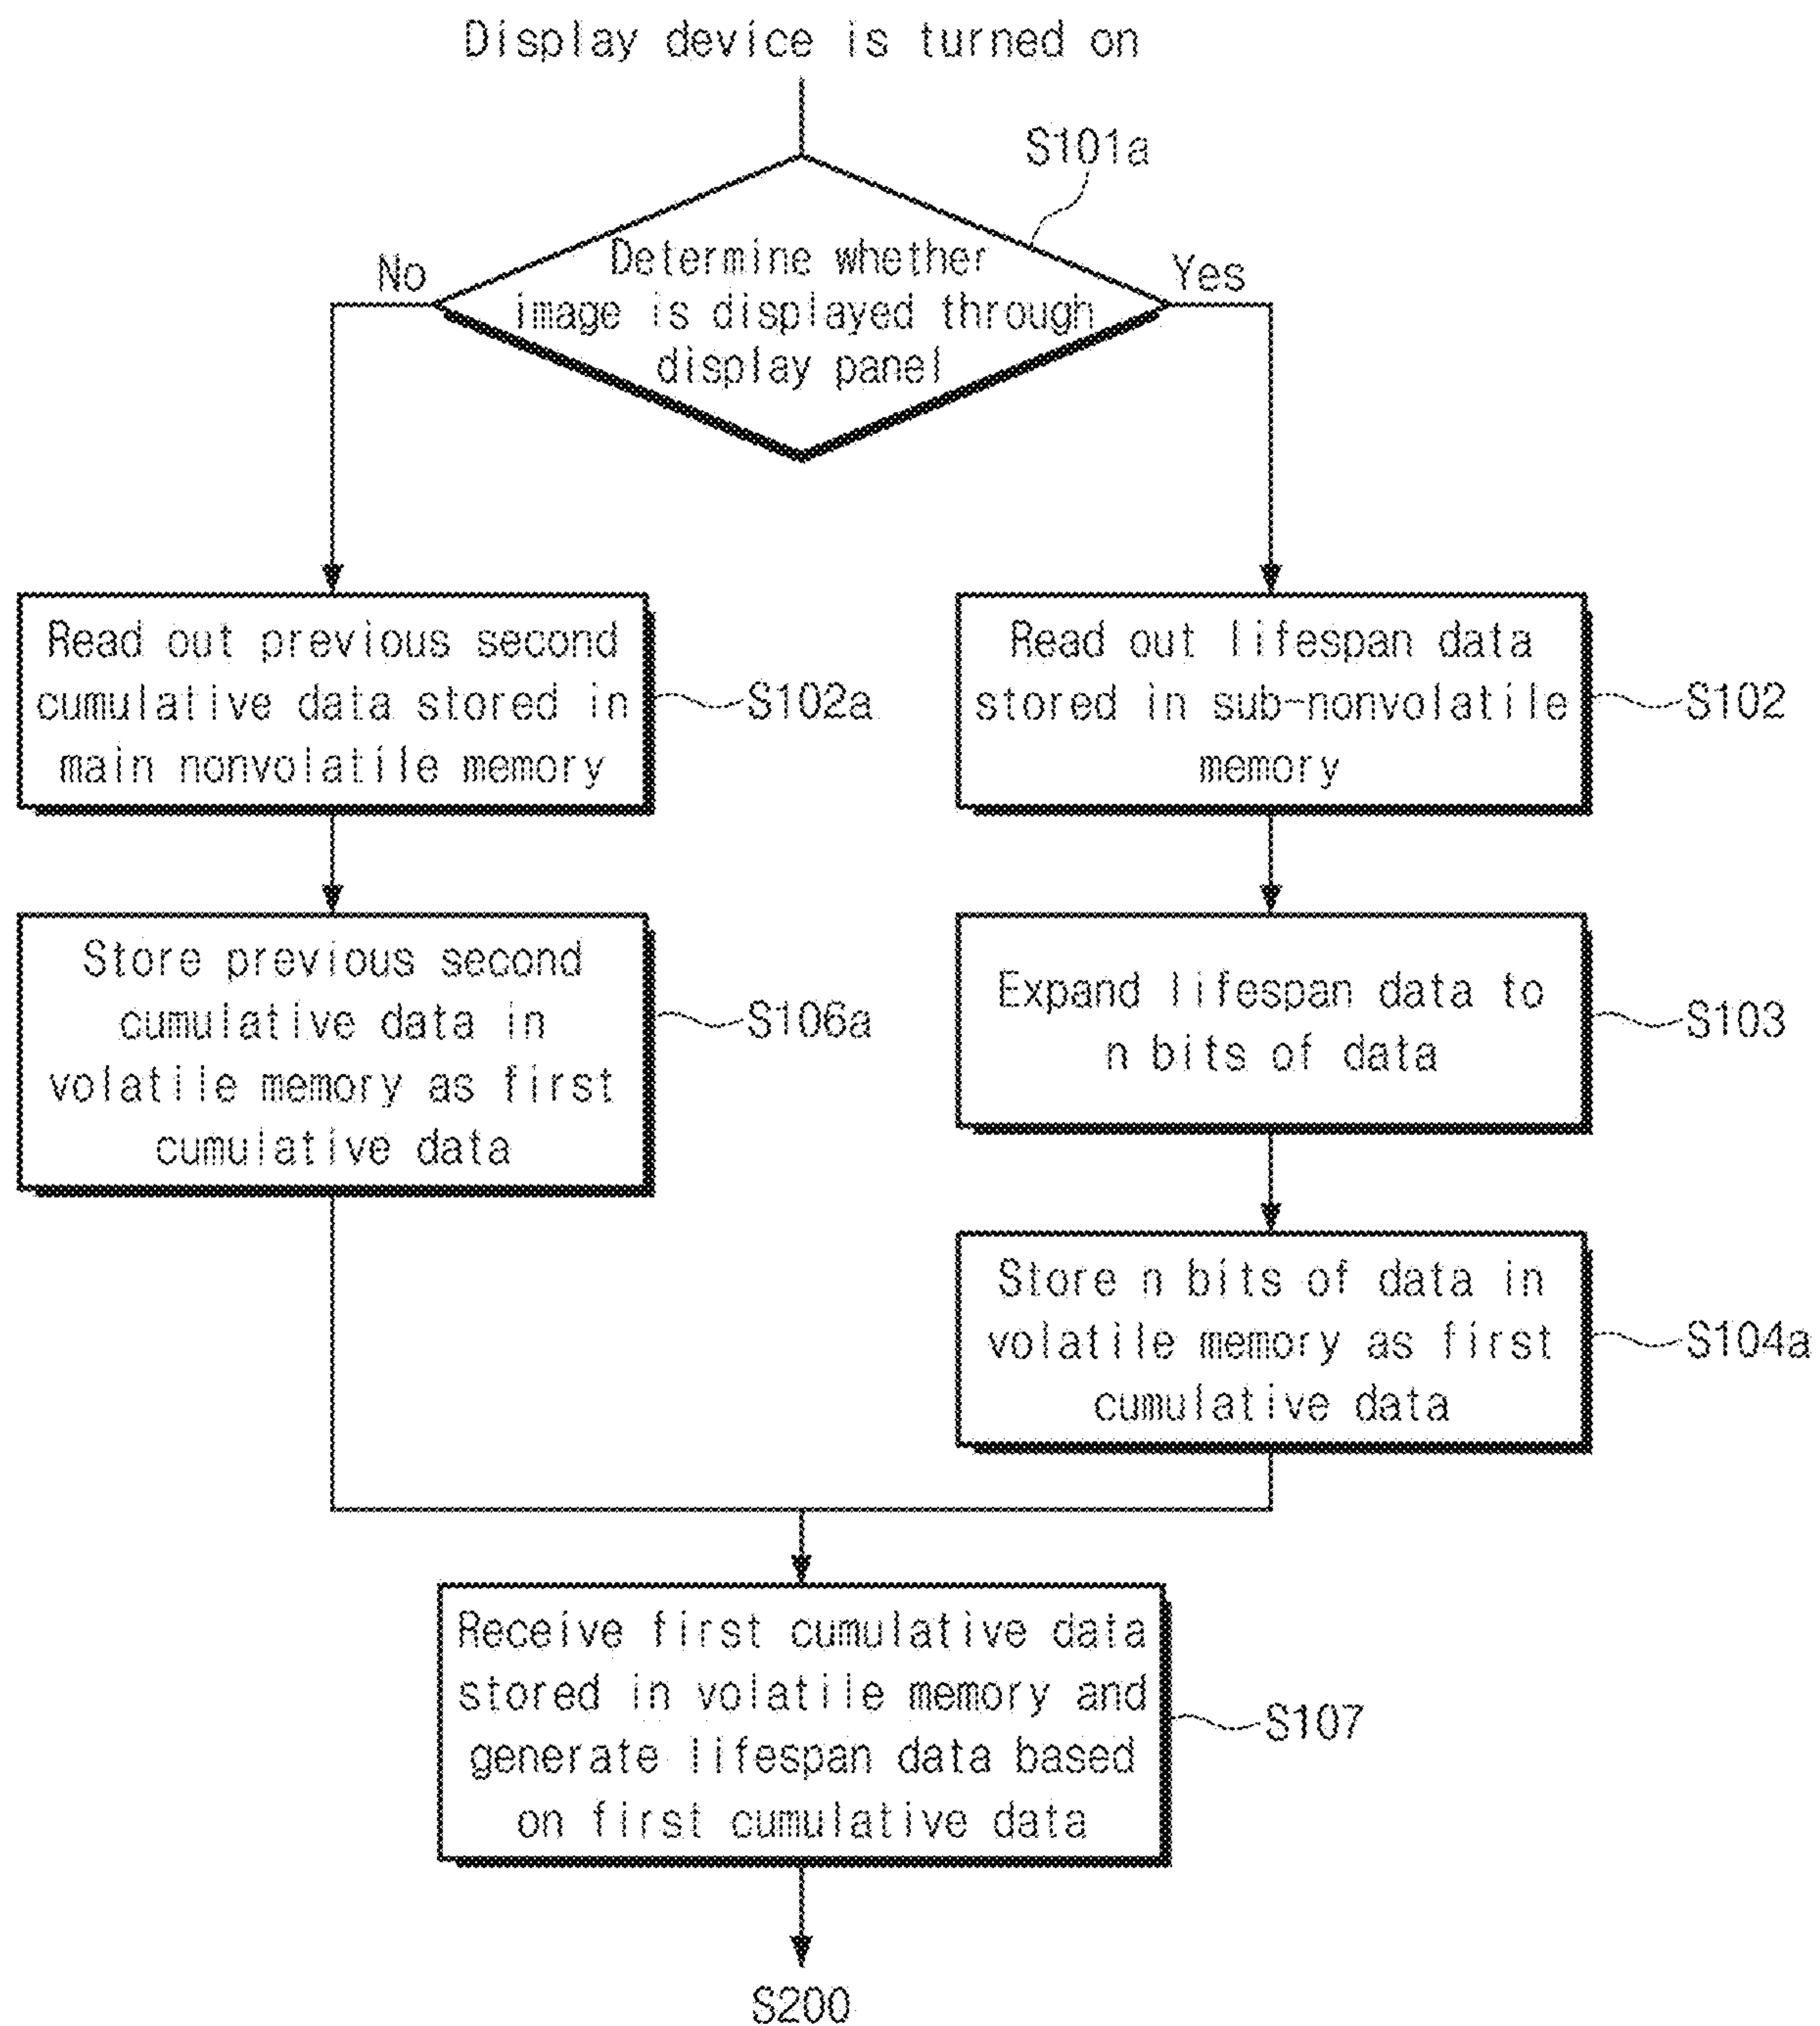 Display device is turned on
S101a
Determine whether
image is displayed through
display panel
No
Yes
Read out previous second
cumulative data stored in
main nonvolatile memory
S102a
Read out lifespan data
stored in sub-nonvolatile
memory
S102
Store previous second
cumulative data in
volatile memory as first
cumulative data
S106a
Expand lifespan data to
n bits of data
S103
Store n bits of data in
volatile memory as first
cumulative data
S104a
Receive first cumulative data
stored in volatile memory and
generate lifespan data based
on first cumulative data
S107
S200